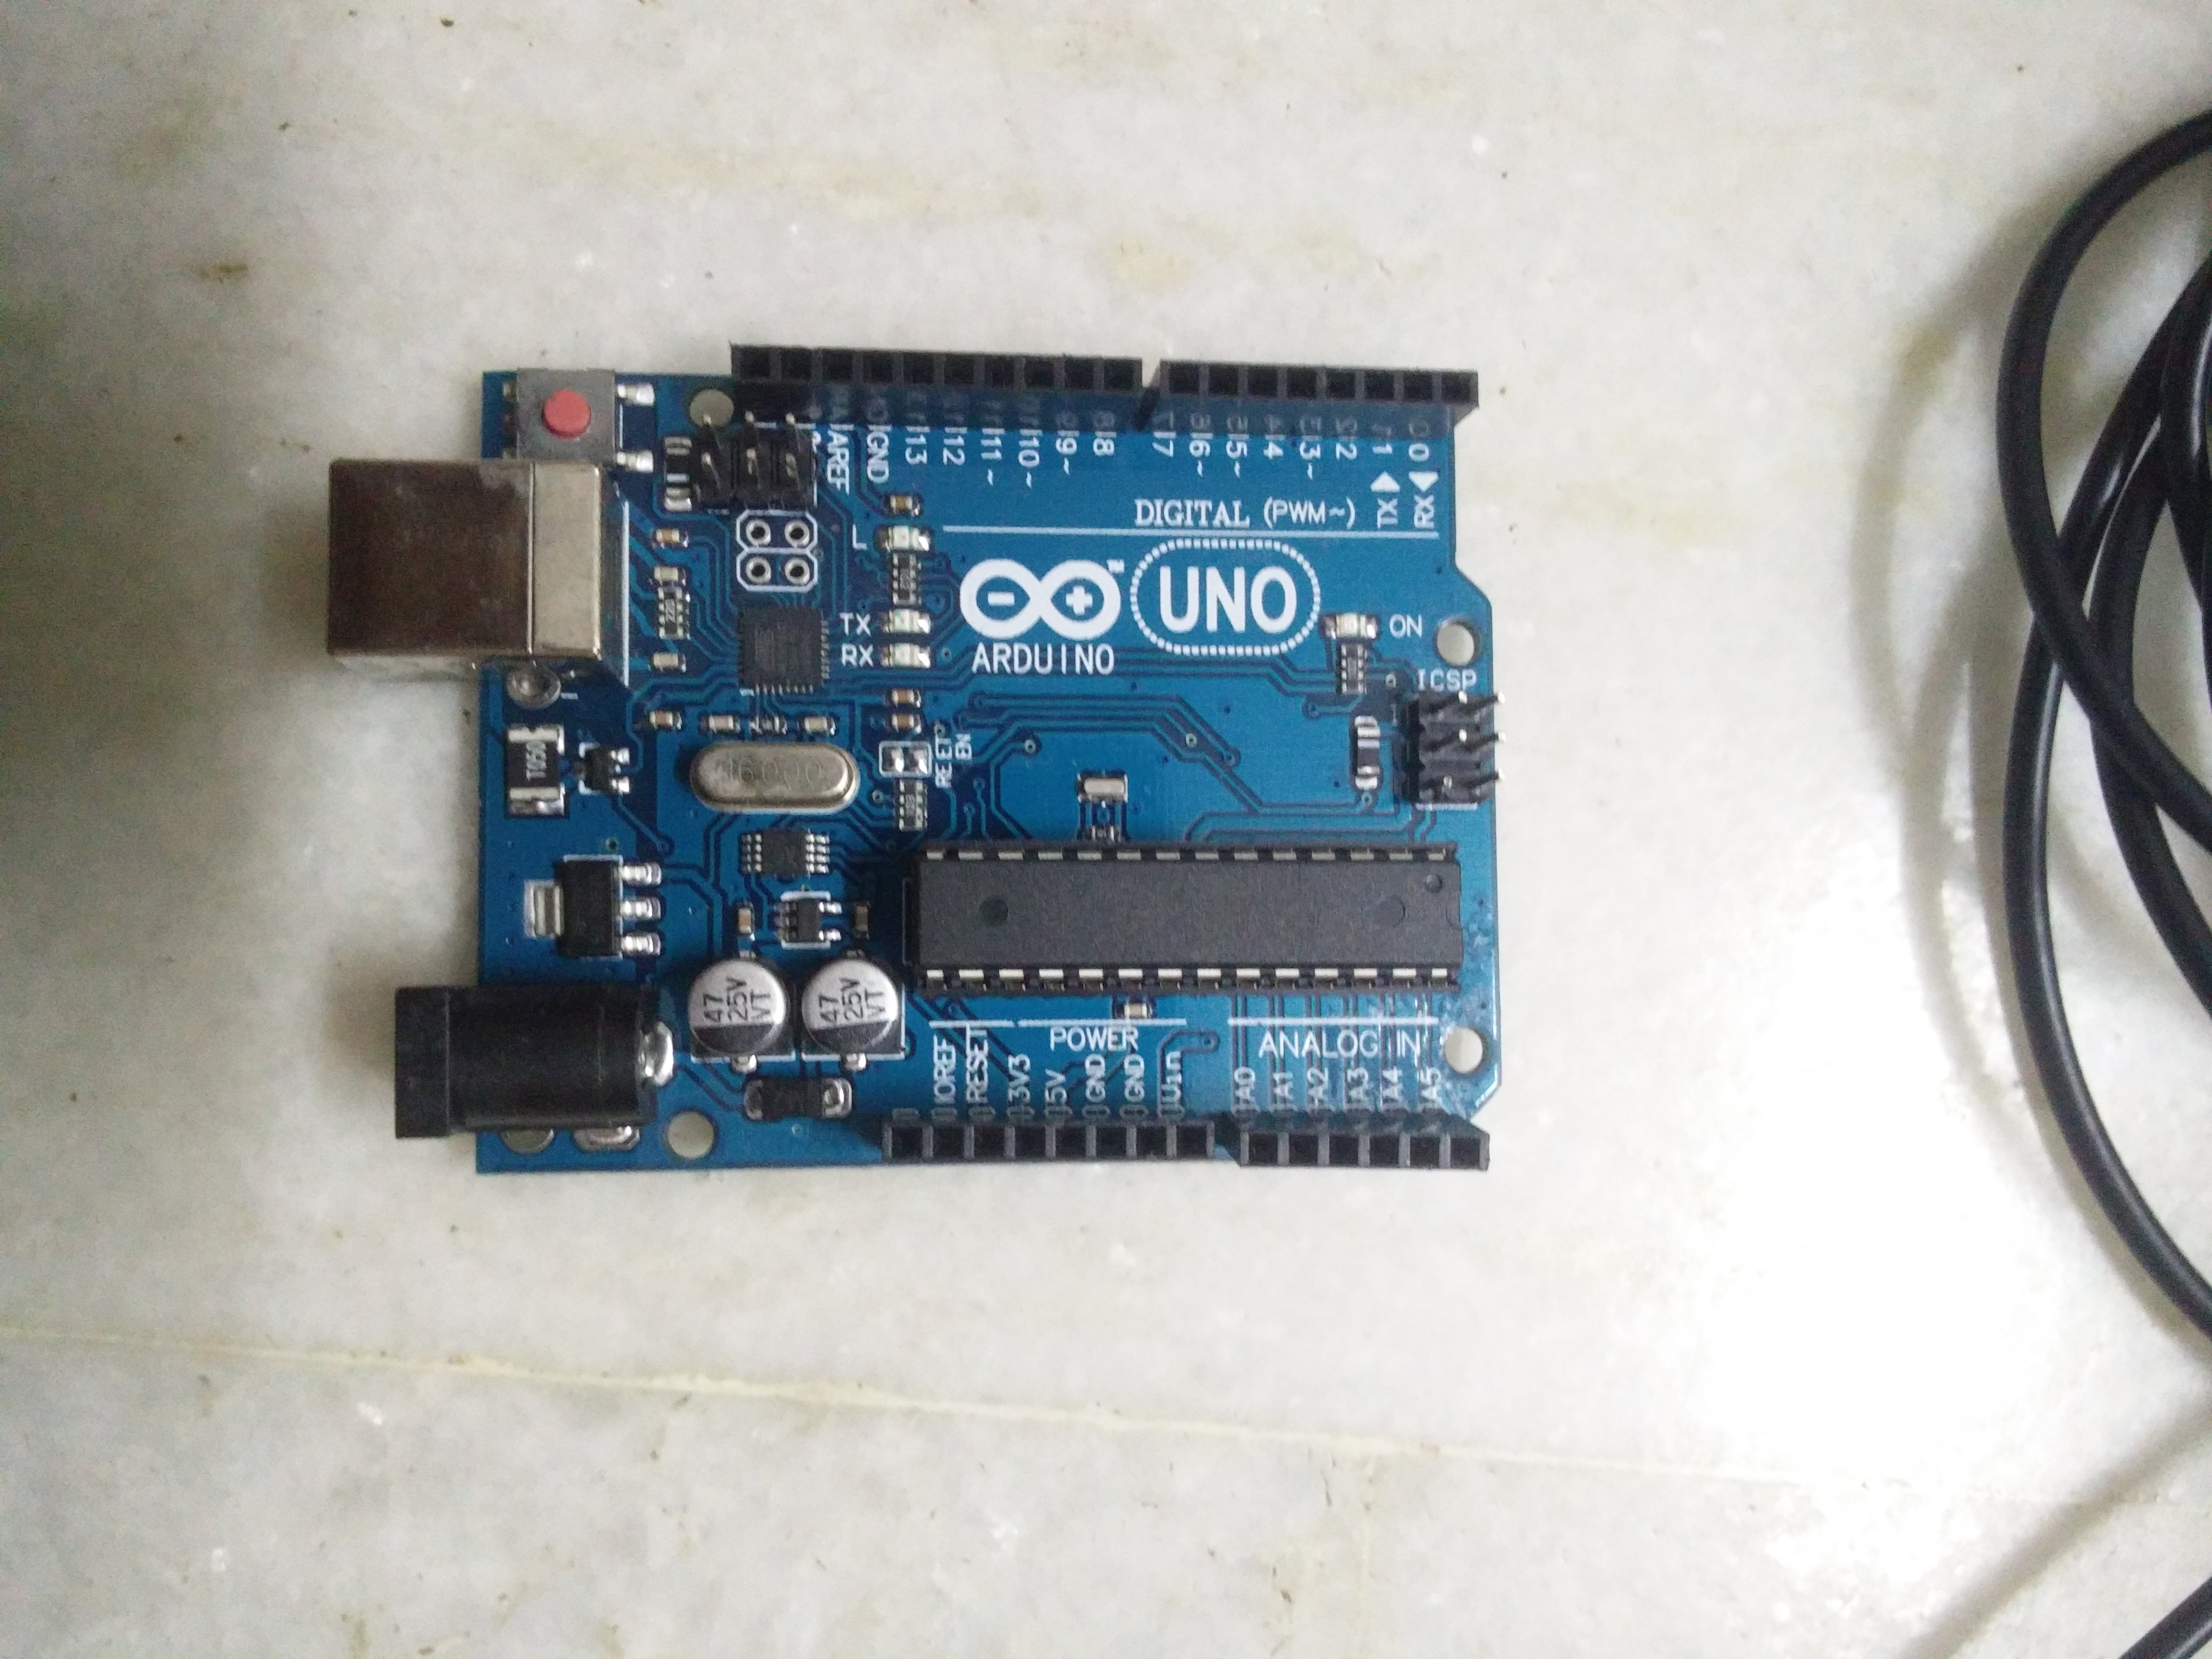 AREF
GND
13
12
11~
10~
9~
8
7
6~
5~
4
3~
2
TX 1
RX 0
DIGITAL (PWM~)
L
TX
RX
ARDUINO
UNO
ON
ICSP
T050
16000
EN
47
25V
VT
47
25V
VT
POWER
IOREF
RESET
3V3
5V
GND
GND
Vin
ANALOG IN
A0
A1
A2
A3
A4
A5